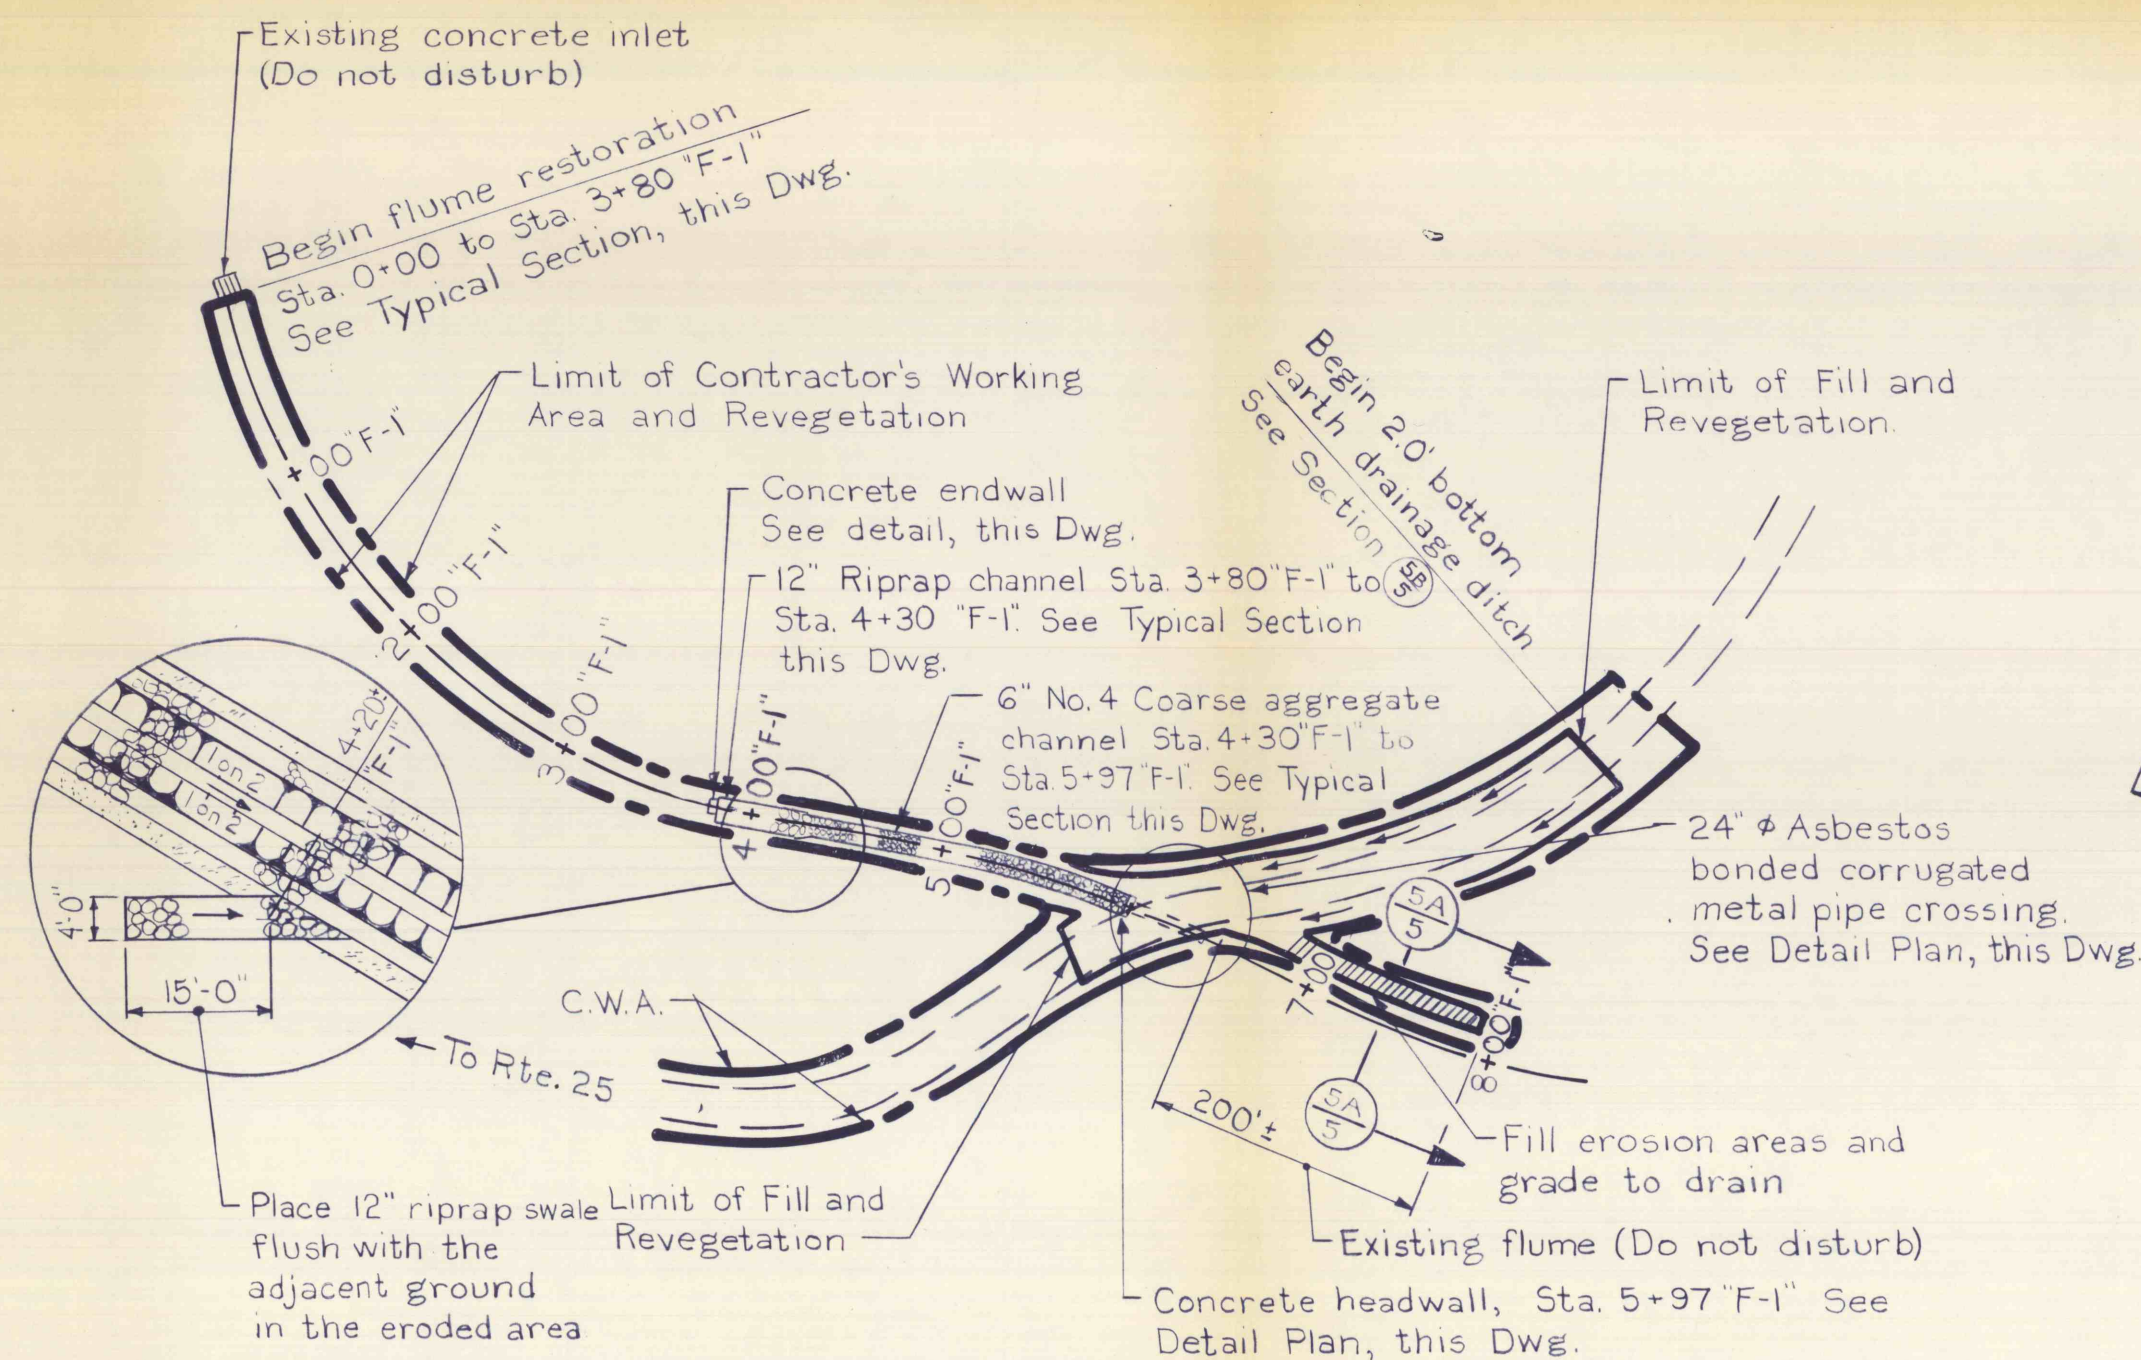 Existing concrete inlet
(Do not disturb)
Begin flume restoration
Sta. 0+00 to Sta. 3+80 "F-1"
See Typical Section, this Dwg.
Limit of Contractor's Working
Area and Revegetation
+00 "F-1"
2+00 "F-1"
3+00 "F-1"
4+00 "F-1"
5+00 "F-1"
7+00
8+00 "F-1"
Concrete endwall
See detail, this Dwg.
12" Riprap channel Sta. 3+80 "F-1" to
Sta. 4+30 "F-1". See Typical Section
this Dwg.
6" No. 4 Coarse aggregate
channel Sta. 4+30 "F-1" to
Sta. 5+97 "F-1". See Typical
Section this Dwg.
Begin 2.0' bottom
earth drainage ditch
See Section 5B/5
Limit of Fill and
Revegetation.
24" ø Asbestos
bonded corrugated
metal pipe crossing.
See Detail Plan, this Dwg.
5A
5
5A
5
200'±
Fill erosion areas and
grade to drain
Existing flume (Do not disturb)
Concrete headwall, Sta. 5+97 "F-1" See
Detail Plan, this Dwg.
C.W.A.
To Rte. 25
Limit of Fill and
Revegetation
4+20±
"F-1"
1 on 2
1 on 2
4'-0"
15'-0"
Place 12" riprap swale
flush with the
adjacent ground
in the eroded area